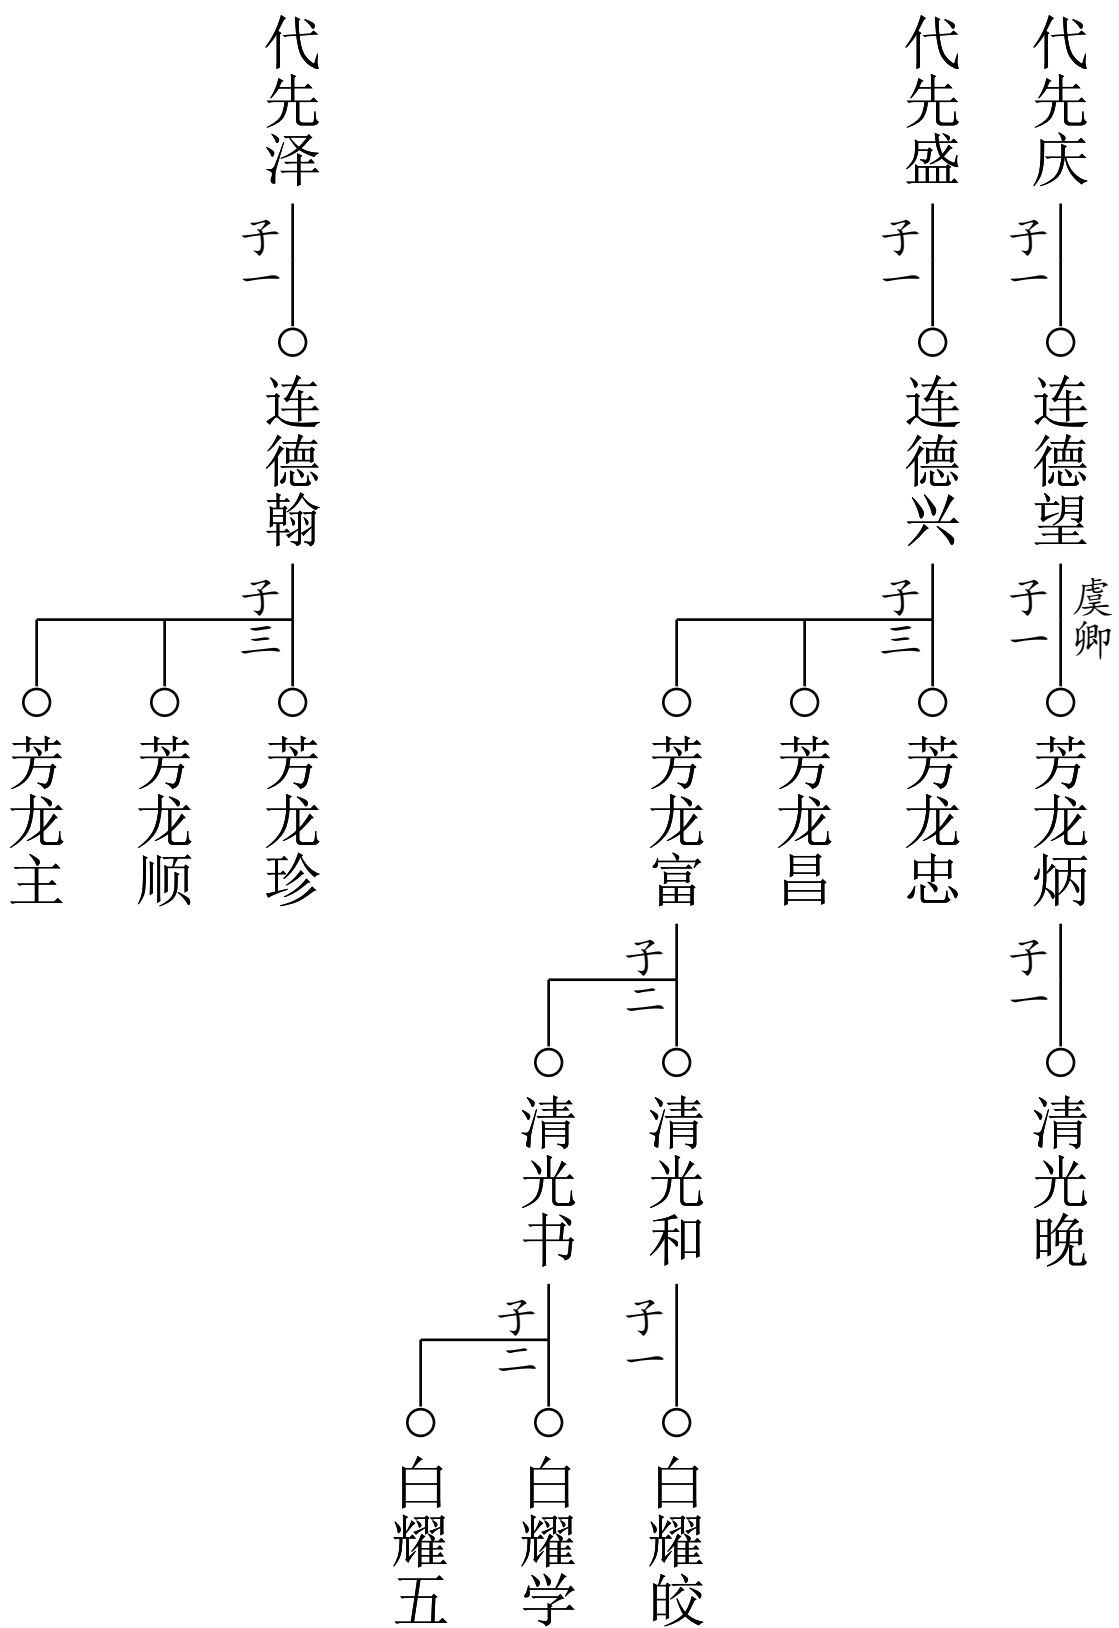 代先庆
代先盛
代先泽
子一
子一
子一
连德望
连德兴
连德翰
虞卿
子一
子三
子三
芳龙炳
芳龙忠
芳龙昌
芳龙富
芳龙珍
芳龙顺
芳龙主
子一
子二
清光晚
清光和
清光书
子一
子二
白耀皎
白耀学
白耀五